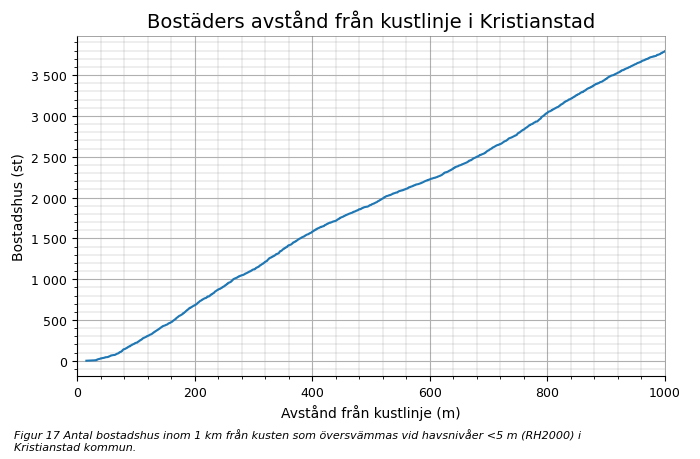 Bostäders avstånd från kustlinje i Kristianstad
Bostadshus (st)
3 500
3 000
2 500
2 000
1 500
1 000
500
0
0 200 400 600 800 1000
Avstånd från kustlinje (m)
Figur 17 Antal bostadshus inom 1 km från kusten som översvämmas vid havsnivåer <5 m (RH2000) i
Kristianstad kommun.